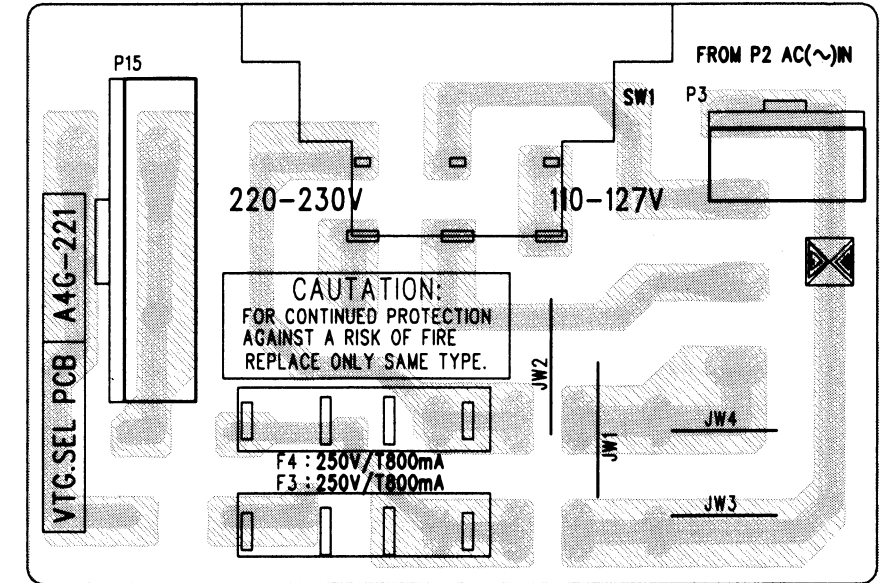 P15
FROM P2 AC(~)IN
SW1
P3
220-230V
110-127V
VTG.SEL PCB A4G-221
CAUTATION:
FOR CONTINUED PROTECTION
AGAINST A RISK OF FIRE
REPLACE ONLY SAME TYPE.
JW2
JW1
JW4
F4 : 250V/T800mA
F3 : 250V/T800mA
JW3